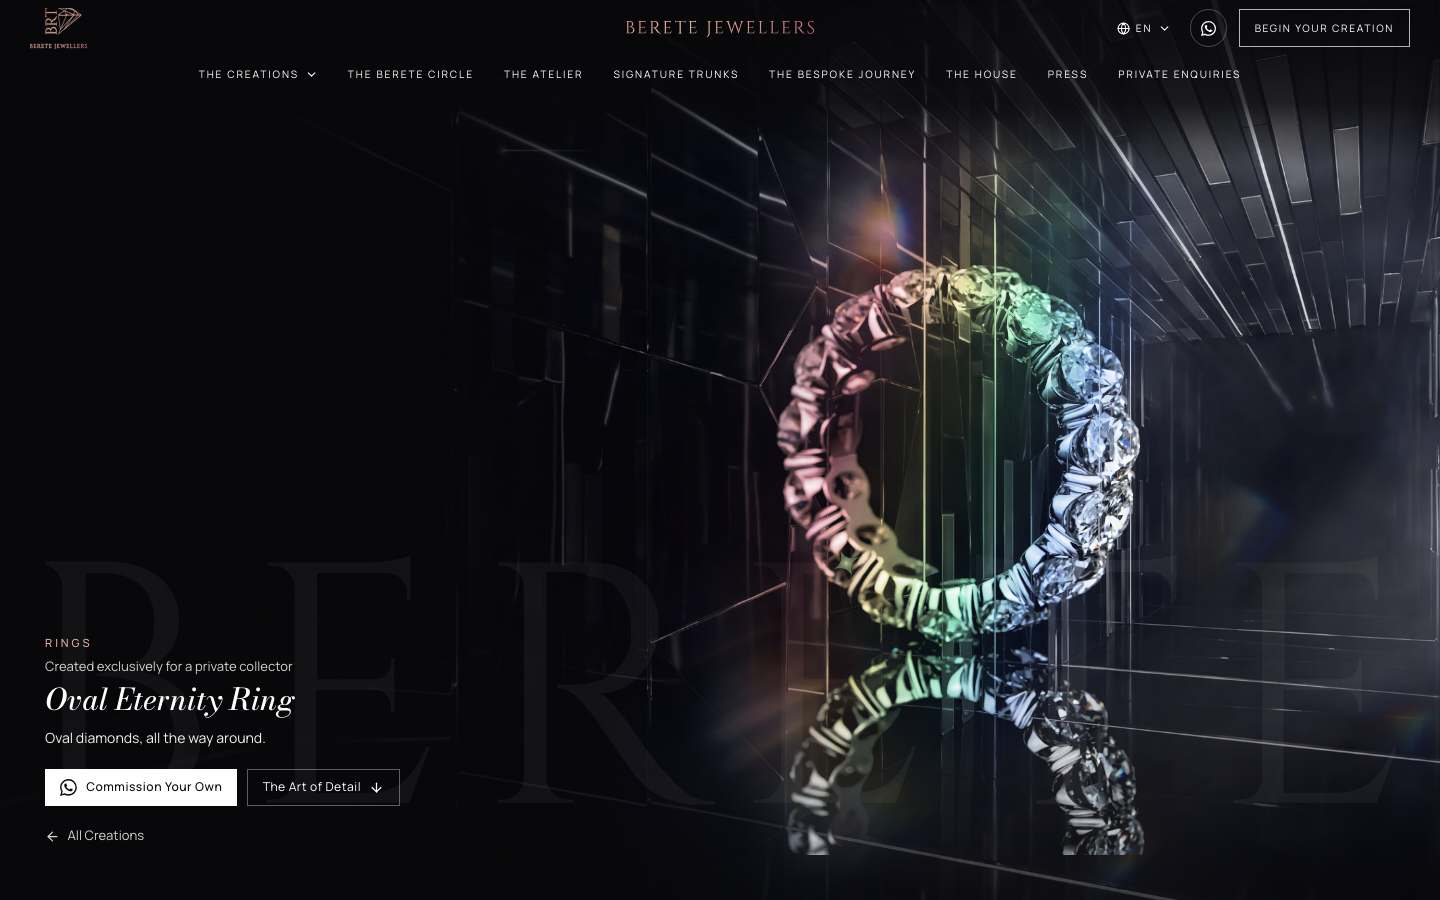 BRT
BERETE JEWELLERS
BERETE JEWELLERS
EN
BEGIN YOUR CREATION
THE CREATIONS
THE BERETE CIRCLE
THE ATELIER
SIGNATURE TRUNKS
THE BESPOKE JOURNEY
THE HOUSE
PRESS
PRIVATE ENQUIRIES
BERETE
RINGS
Created exclusively for a private collector
Oval Eternity Ring
Oval diamonds, all the way around.
Commission Your Own
The Art of Detail
All Creations